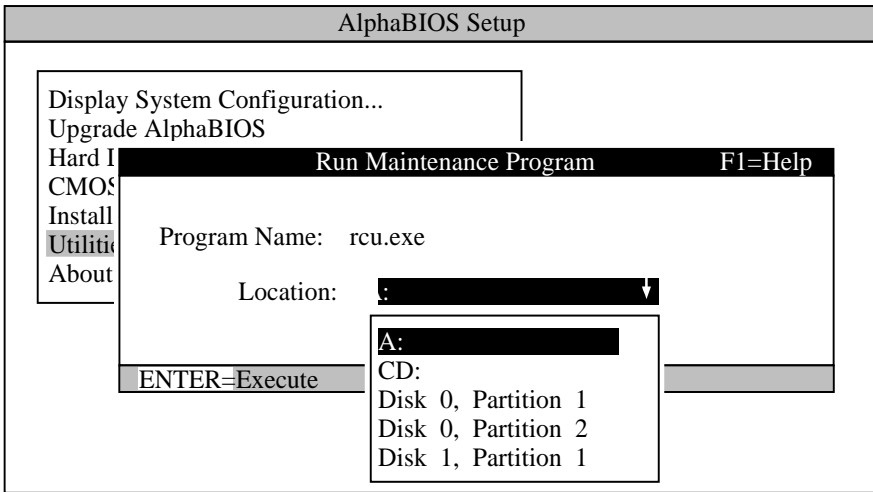 AlphaBIOS Setup
Display System Configuration...
Upgrade AlphaBIOS
Hard
CMOS
Install
Utilitie
About
Run Maintenance Program F1=Help
Program Name: rcu.exe
Location: :
A:
CD:
Disk 0, Partition 1
Disk 0, Partition 2
Disk 1, Partition 1
ENTER=Execute